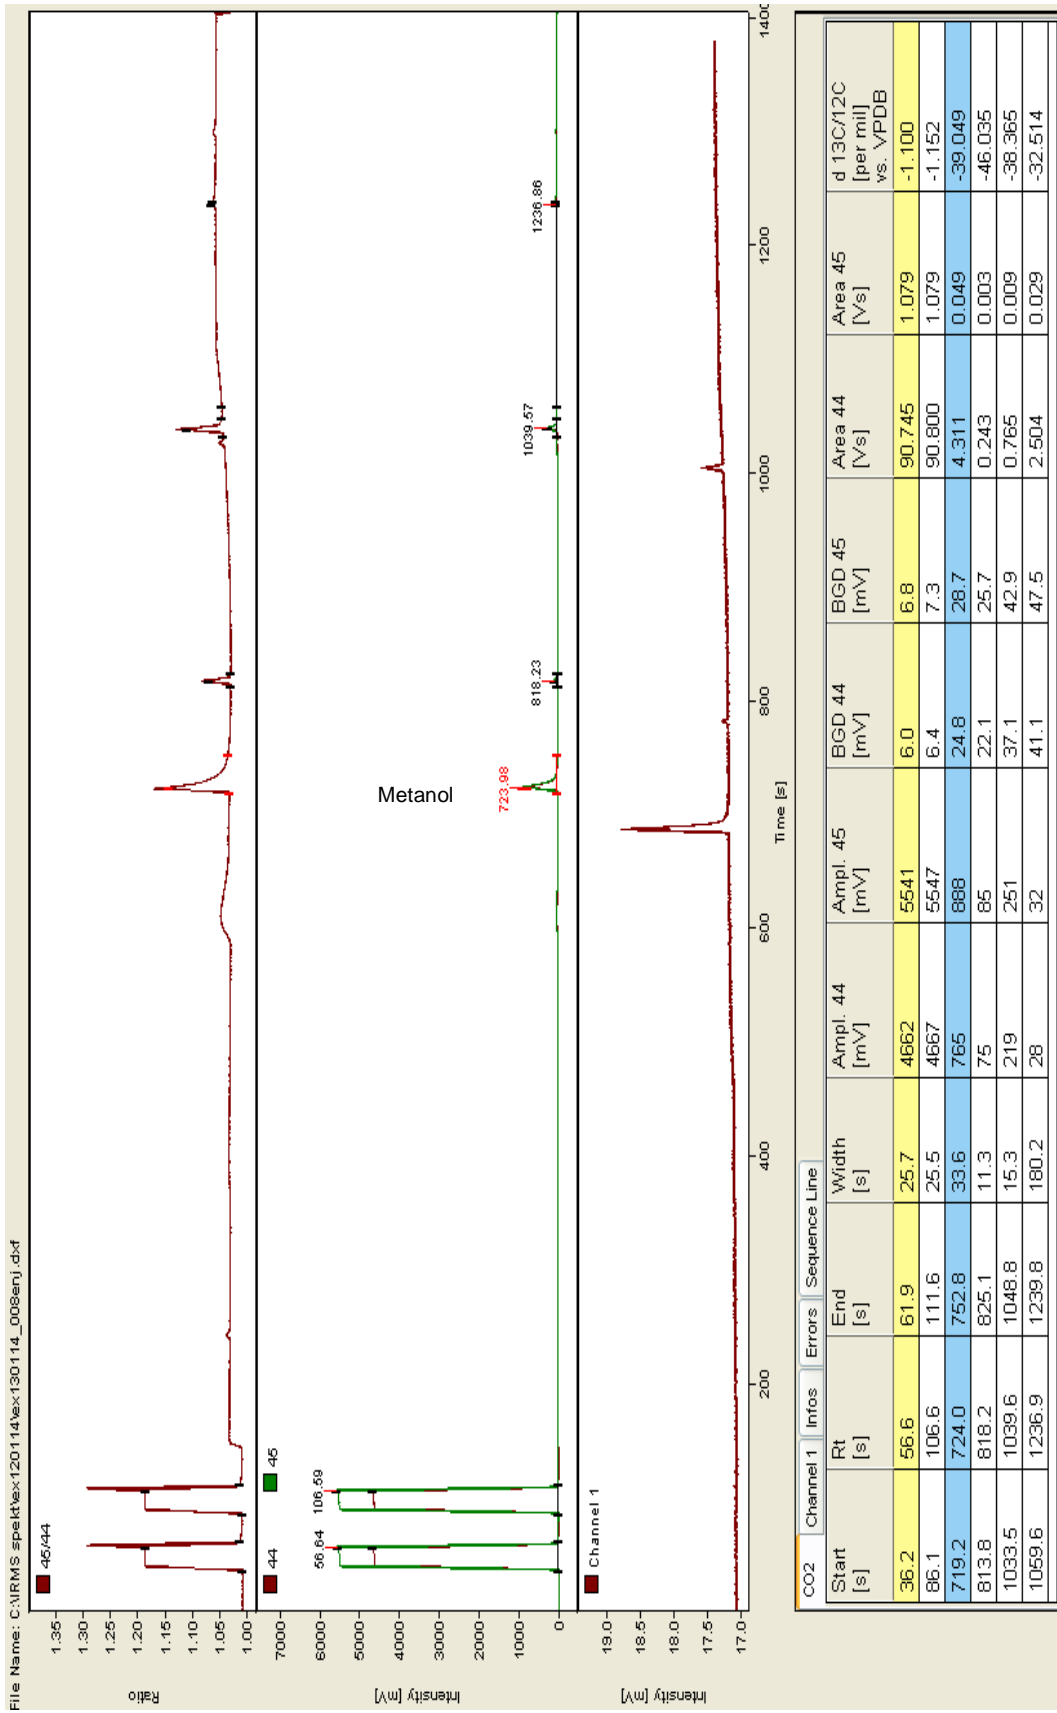 File Name: C:\IRMS spekt\ex120114\ex130114_008enj.dxf
45/44
Ratio
1.35
1.30
1.25
1.20
1.15
1.10
1.05
1.00
44 45
Intensity [mV]
7000
6000
5000
4000
3000
2000
1000
0
56.64
106.59
Metanol
723.98
818.23
1039.57
1236.86
Channel 1
Intensity [mV]
19.0
18.5
18.0
17.5
17.0
200 400 600 800 1000 1200 1400
Time [s]
CO2 Channel 1 Infos Errors Sequence Line
Start [s] Rt [s] End [s] Width [s] Ampl. 44 [mV] Ampl. 45 [mV] BGD 44 [mV] BGD 45 [mV] Area 44 [Vs] Area 45 [Vs] d 13C/12C [per mil] vs. VPDB
36.2 56.6 61.9 25.7 4662 5541 6.0 6.8 90.745 1.079 -1.100
86.1 106.6 111.6 25.5 4667 5547 6.4 7.3 90.800 1.079 -1.152
719.2 724.0 752.8 33.6 765 888 24.8 28.7 4.311 0.049 -39.049
813.8 818.2 825.1 11.3 75 85 22.1 25.7 0.243 0.003 -46.035
1033.5 1039.6 1048.8 15.3 219 251 37.1 42.9 0.765 0.009 -38.365
1059.6 1236.9 1239.8 180.2 28 32 41.1 47.5 2.504 0.029 -32.514